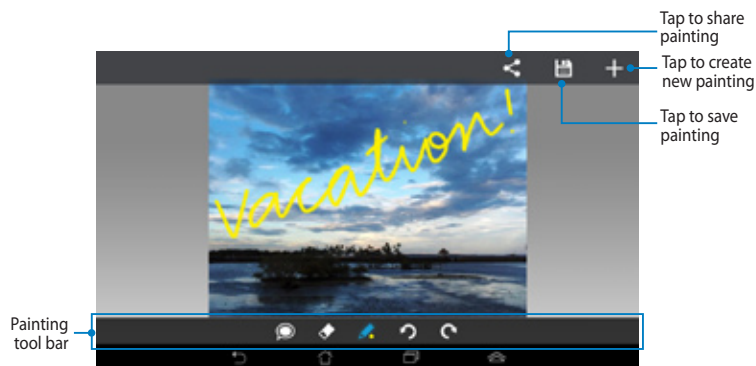 Tap to share
painting
Tap to create
new painting
Tap to save
painting
vacation!
Painting
tool bar